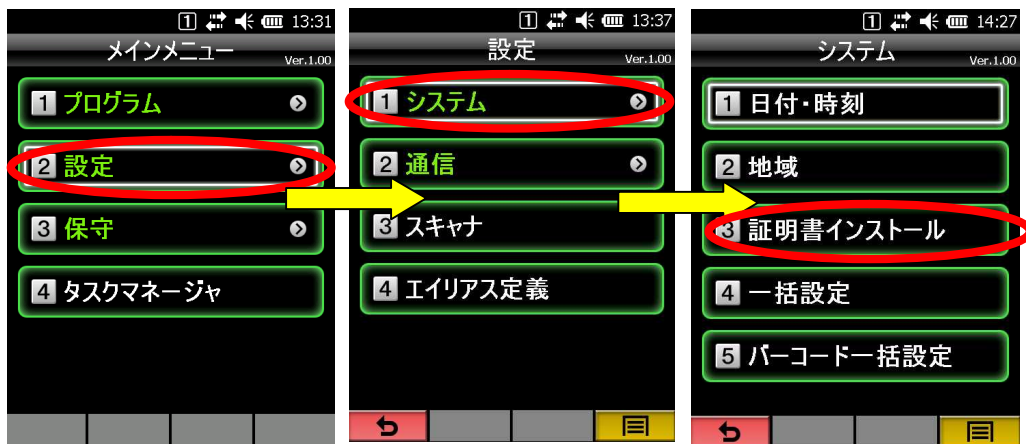 1 13:31
メインメニュー Ver.1.00
1 プログラム
2 設定
3 保守
4 タスクマネージャ
1 13:37
設定 Ver.1.00
1 システム
2 通信
3 スキャナ
4 エイリアス定義
1 14:27
システム Ver.1.00
1 日付・時刻
2 地域
3 証明書インストール
4 一括設定
5 バーコード一括設定